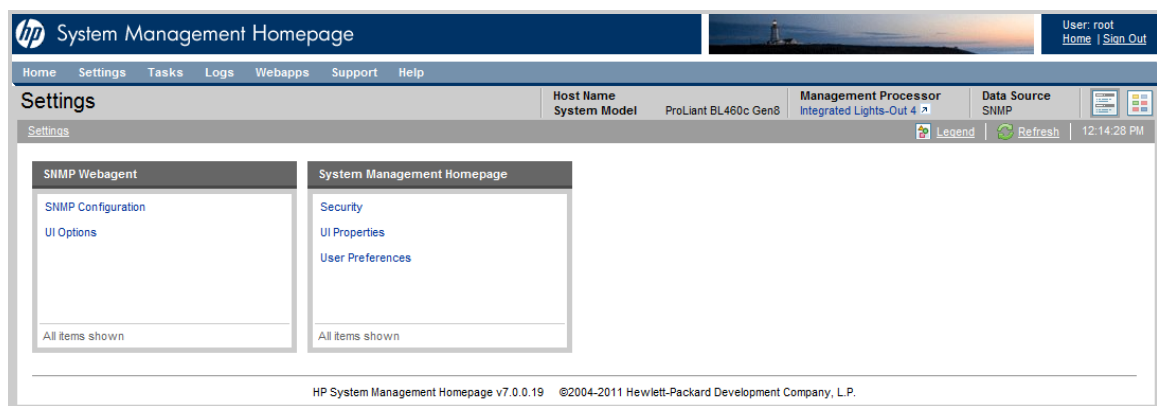 hp System Management Homepage
User: root
Home | Sign Out
Home Settings Tasks Logs Webapps Support Help
Settings
Host Name
System Model ProLiant BL460c Gen8
Management Processor
Integrated Lights-Out 4
Data Source
SNMP
Settings
Legend | Refresh | 12:14:28 PM
SNMP Webagent
SNMP Configuration
UI Options
All items shown
System Management Homepage
Security
UI Properties
User Preferences
All items shown
HP System Management Homepage v7.0.0.19 ©2004-2011 Hewlett-Packard Development Company, L.P.